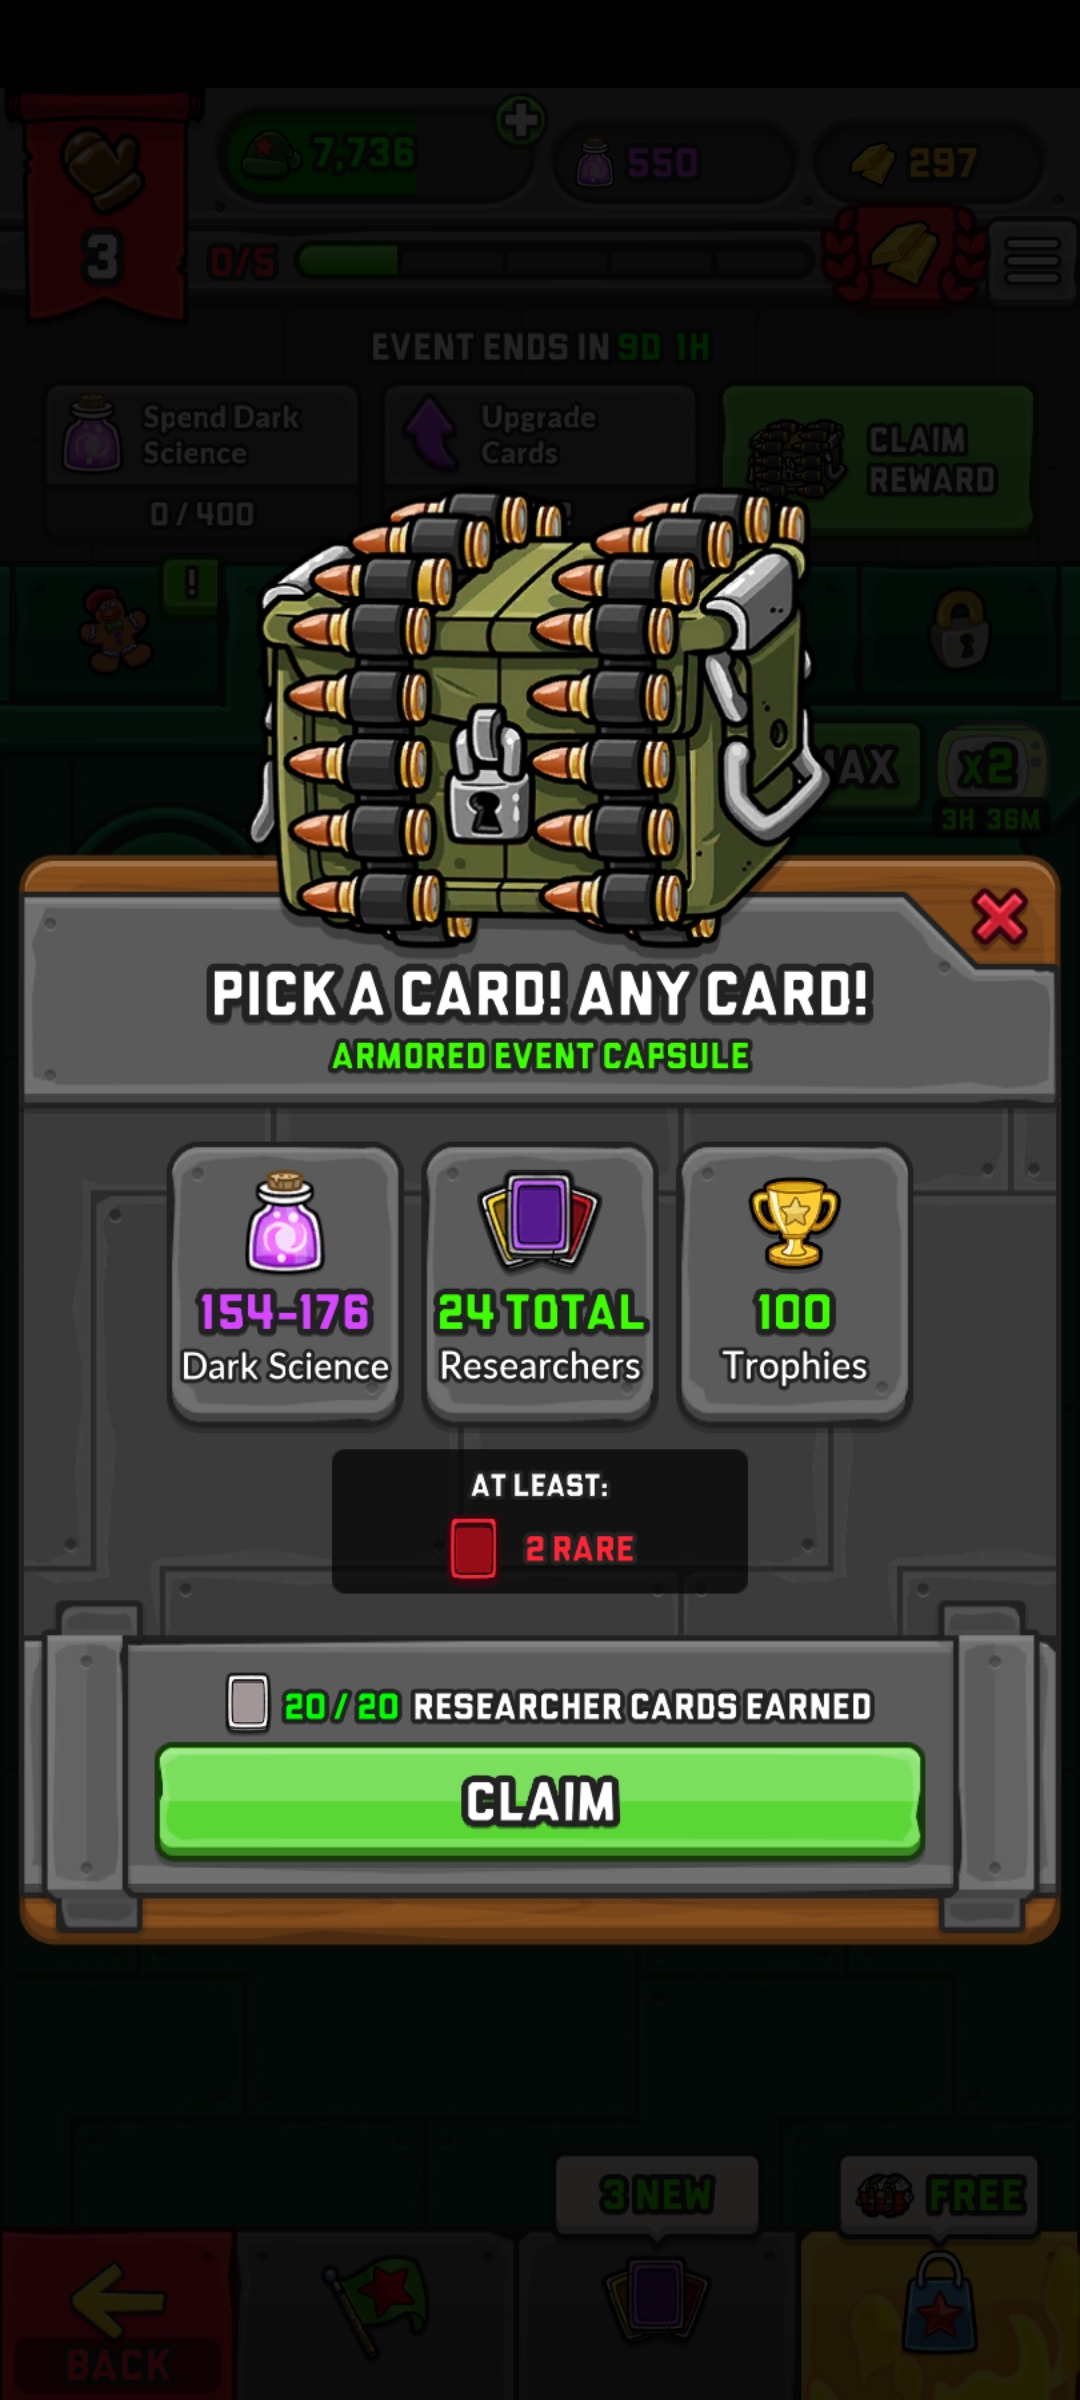 7,736
550
297
3
0/5
EVENT ENDS IN 9D 1H
Spend Dark
Science
0 / 400
Upgrade
Cards
CLAIM
REWARD
!
x2
3H 36M
PICK A CARD! ANY CARD!
ARMORED EVENT CAPSULE
154-176
Dark Science
24 TOTAL
Researchers
100
Trophies
AT LEAST:
2 RARE
20 / 20 RESEARCHER CARDS EARNED
CLAIM
3 NEW
FREE
BACK